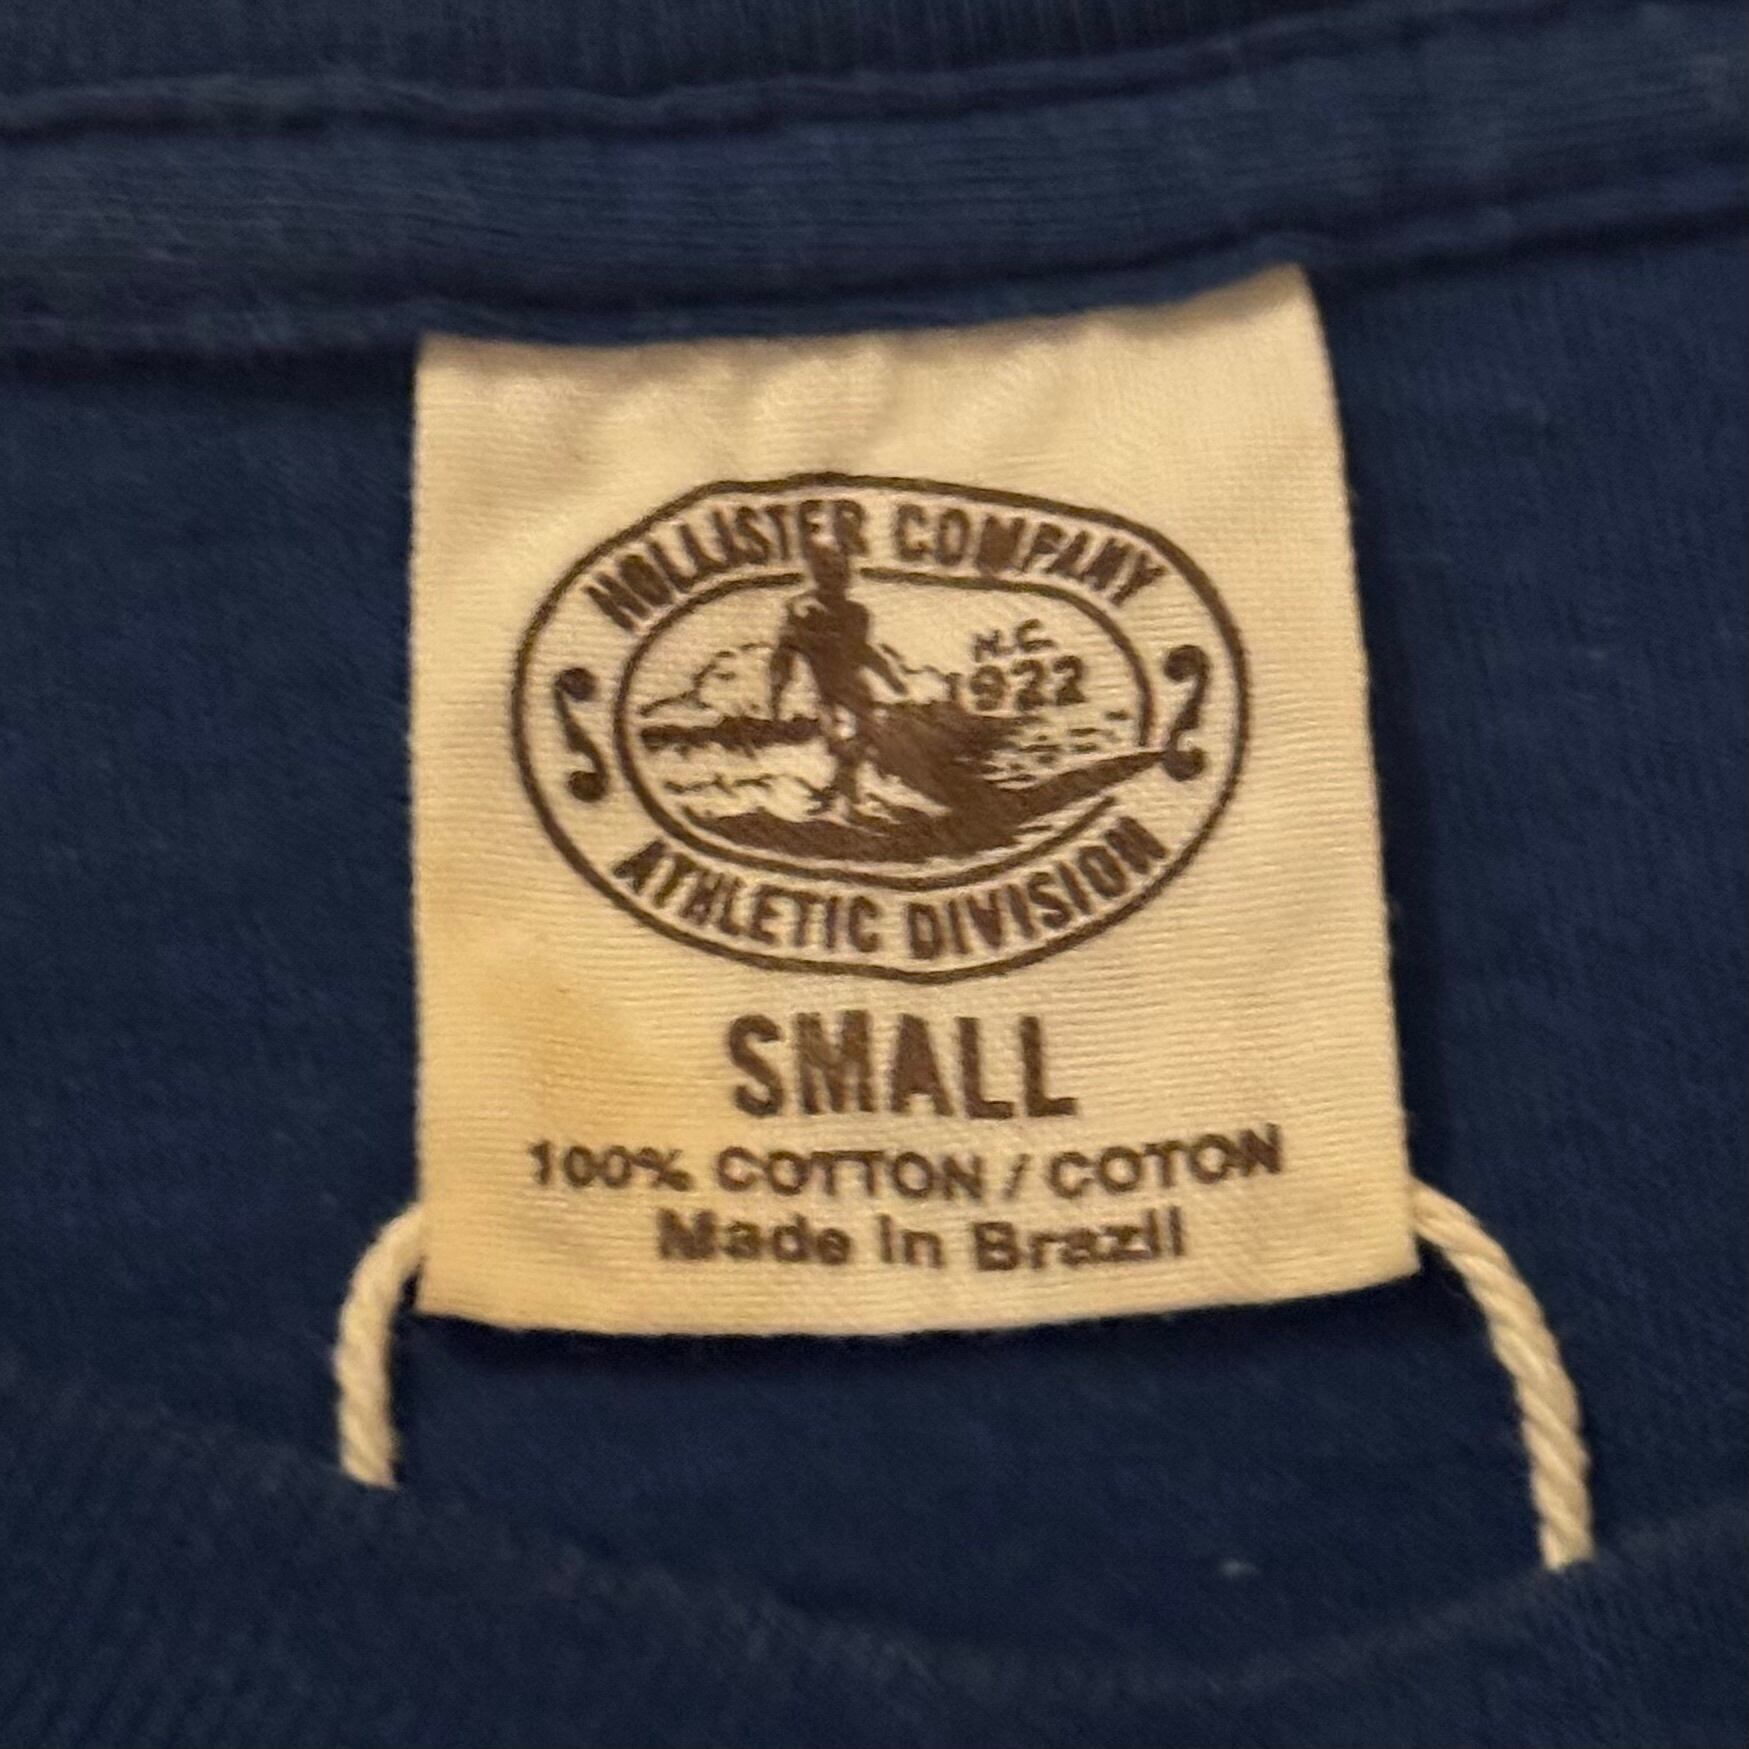 HOLLISTER COMPANY
H.C.
1922
ATHLETIC DIVISION
SMALL
100% COTTON / COTON
Made in Brazil